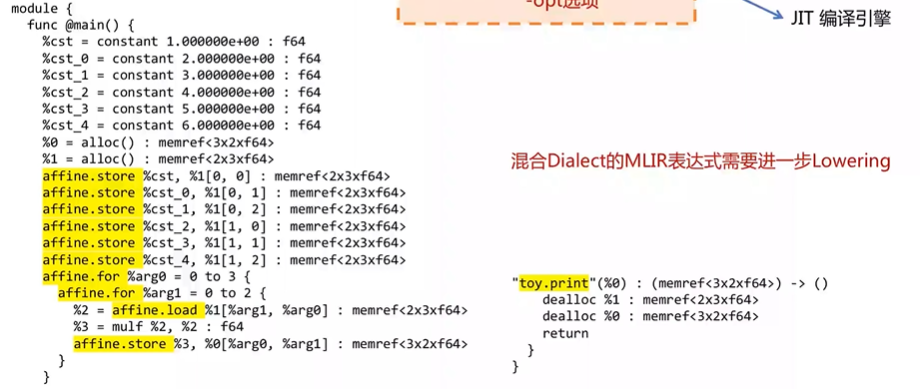 -opt选项
JIT 编译引擎
module {
  func @main() {
    %cst = constant 1.000000e+00 : f64
    %cst_0 = constant 2.000000e+00 : f64
    %cst_1 = constant 3.000000e+00 : f64
    %cst_2 = constant 4.000000e+00 : f64
    %cst_3 = constant 5.000000e+00 : f64
    %cst_4 = constant 6.000000e+00 : f64
    %0 = alloc() : memref<3x2xf64>
    %1 = alloc() : memref<2x3xf64>
    affine.store %cst, %1[0, 0] : memref<2x3xf64>
    affine.store %cst_0, %1[0, 1] : memref<2x3xf64>
    affine.store %cst_1, %1[0, 2] : memref<2x3xf64>
    affine.store %cst_2, %1[1, 0] : memref<2x3xf64>
    affine.store %cst_3, %1[1, 1] : memref<2x3xf64>
    affine.store %cst_4, %1[1, 2] : memref<2x3xf64>
    affine.for %arg0 = 0 to 3 {
      affine.for %arg1 = 0 to 2 {
        %2 = affine.load %1[%arg1, %arg0] : memref<2x3xf64>
        %3 = mulf %2, %2 : f64
        affine.store %3, %0[%arg0, %arg1] : memref<3x2xf64>
      }
    }
混合Dialect的MLIR表达式需要进一步Lowering
"toy.print"(%0) : (memref<3x2xf64>) -> ()
    dealloc %1 : memref<2x3xf64>
    dealloc %0 : memref<3x2xf64>
    return
  }
}